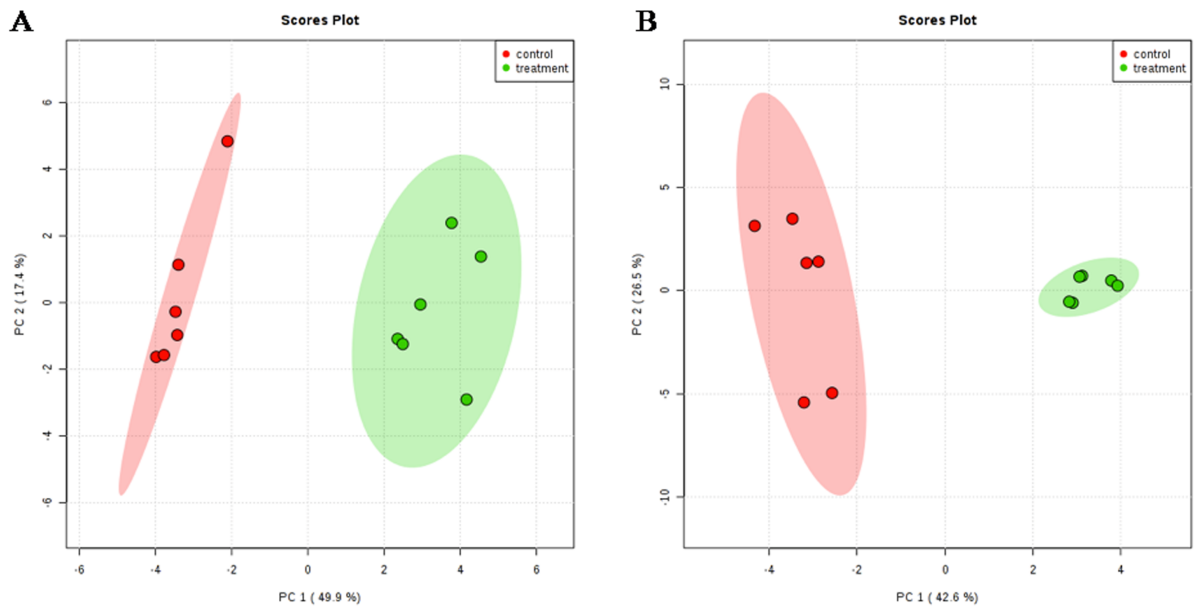 A
Scores Plot
control
treatment
6
4
2
0
-2
-4
-6
PC 2 ( 17.4 %)
-6
-4
-2
0
2
4
6
PC 1 ( 49.9 %)
B
Scores Plot
control
treatment
10
5
0
-5
-10
PC 2 ( 26.5 %)
-4
-2
0
2
4
PC 1 ( 42.6 %)